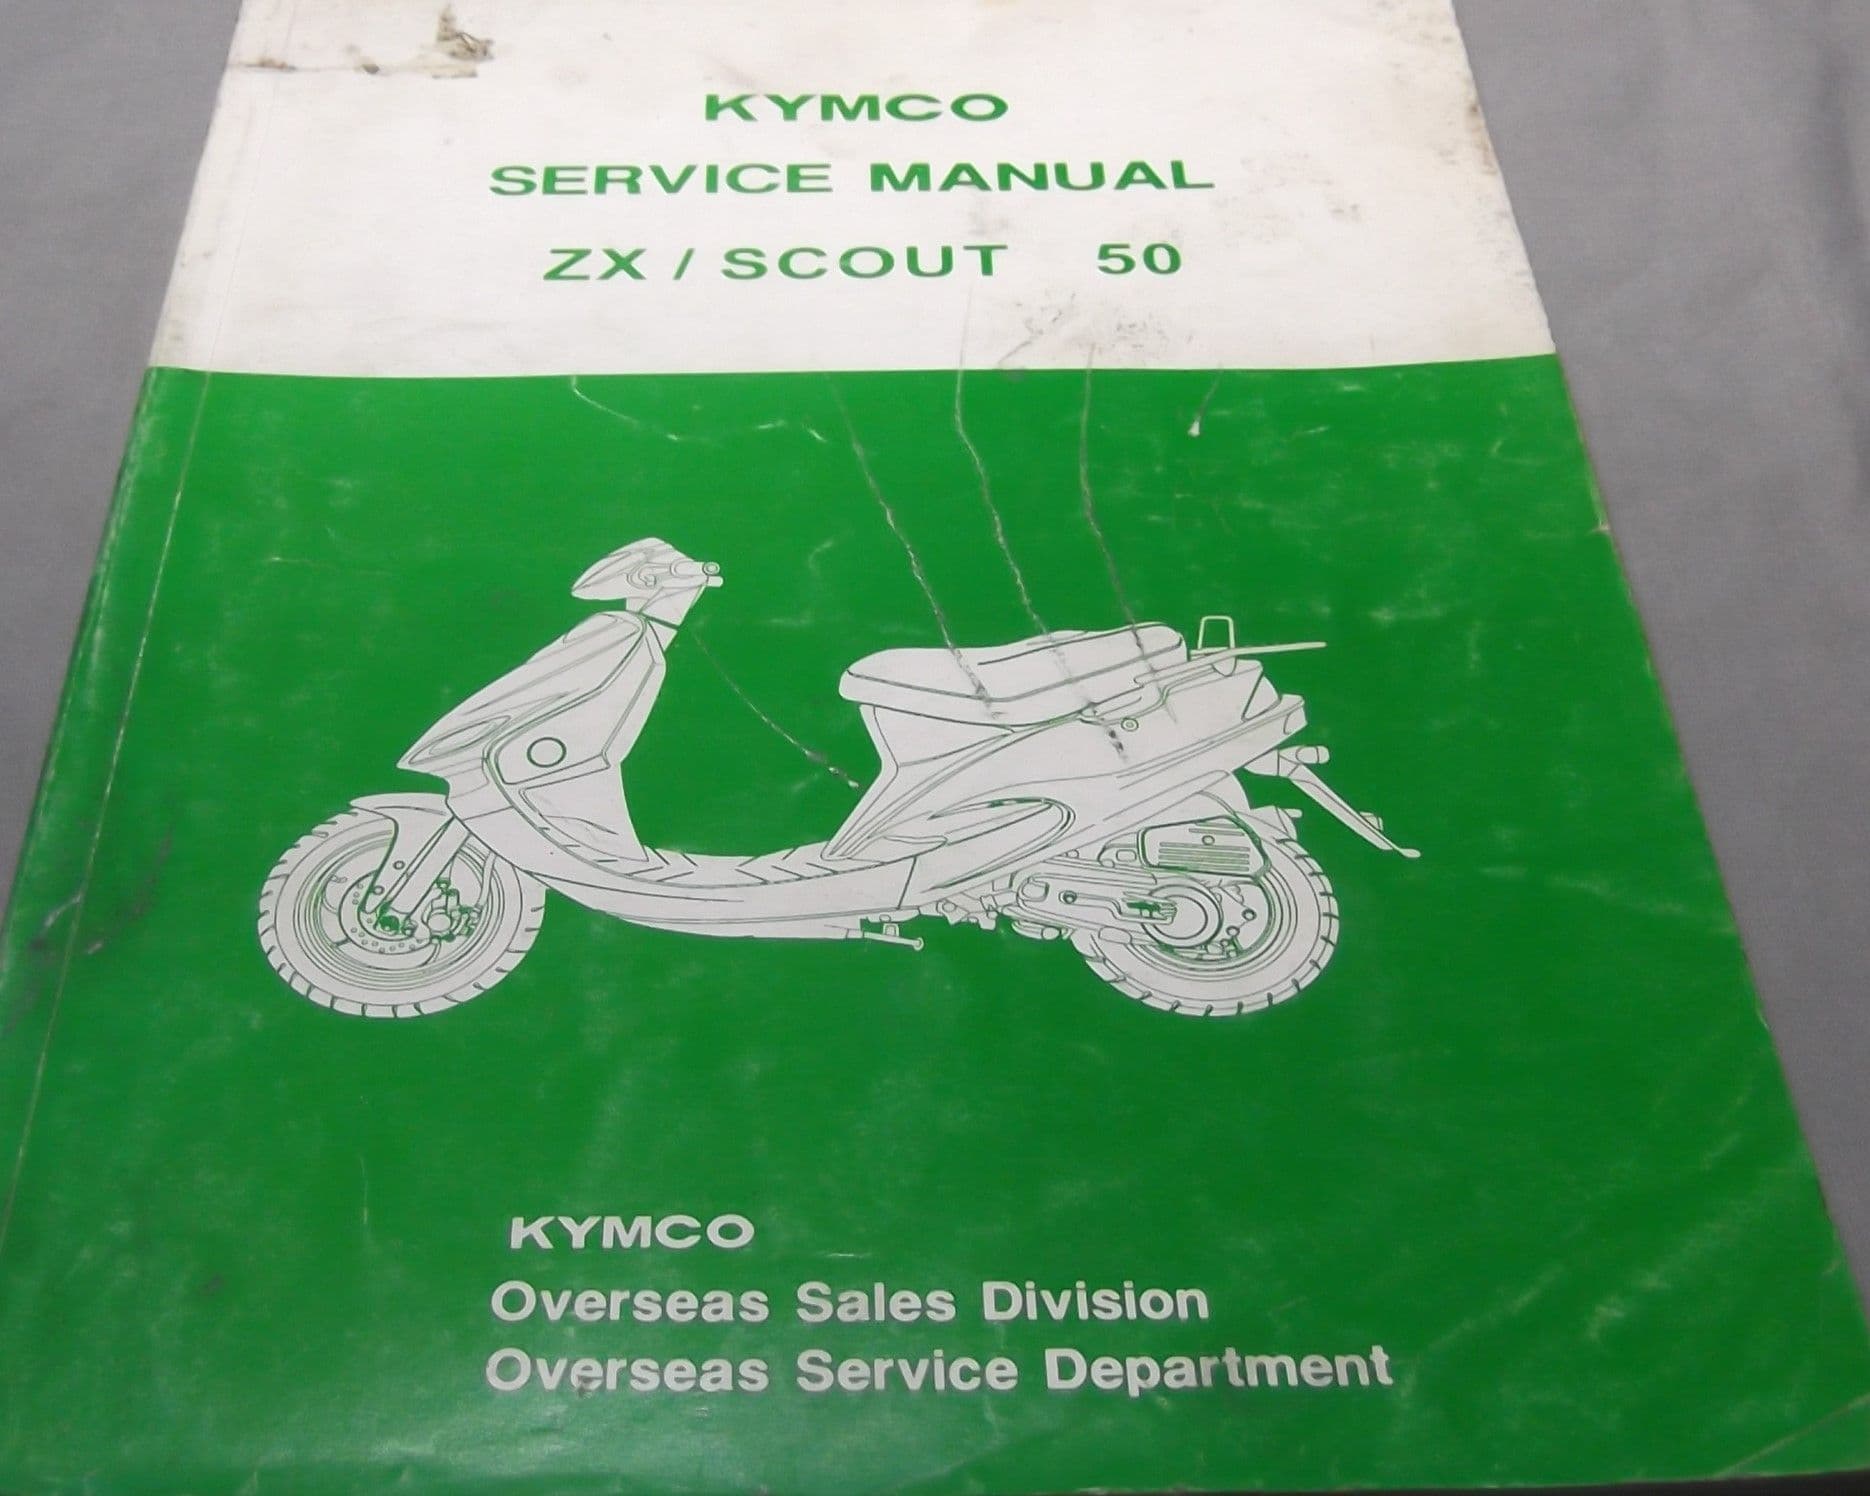 KYMCO
SERVICE MANUAL
ZX / SCOUT 50
KYMCO
Overseas Sales Division
Overseas Service Department